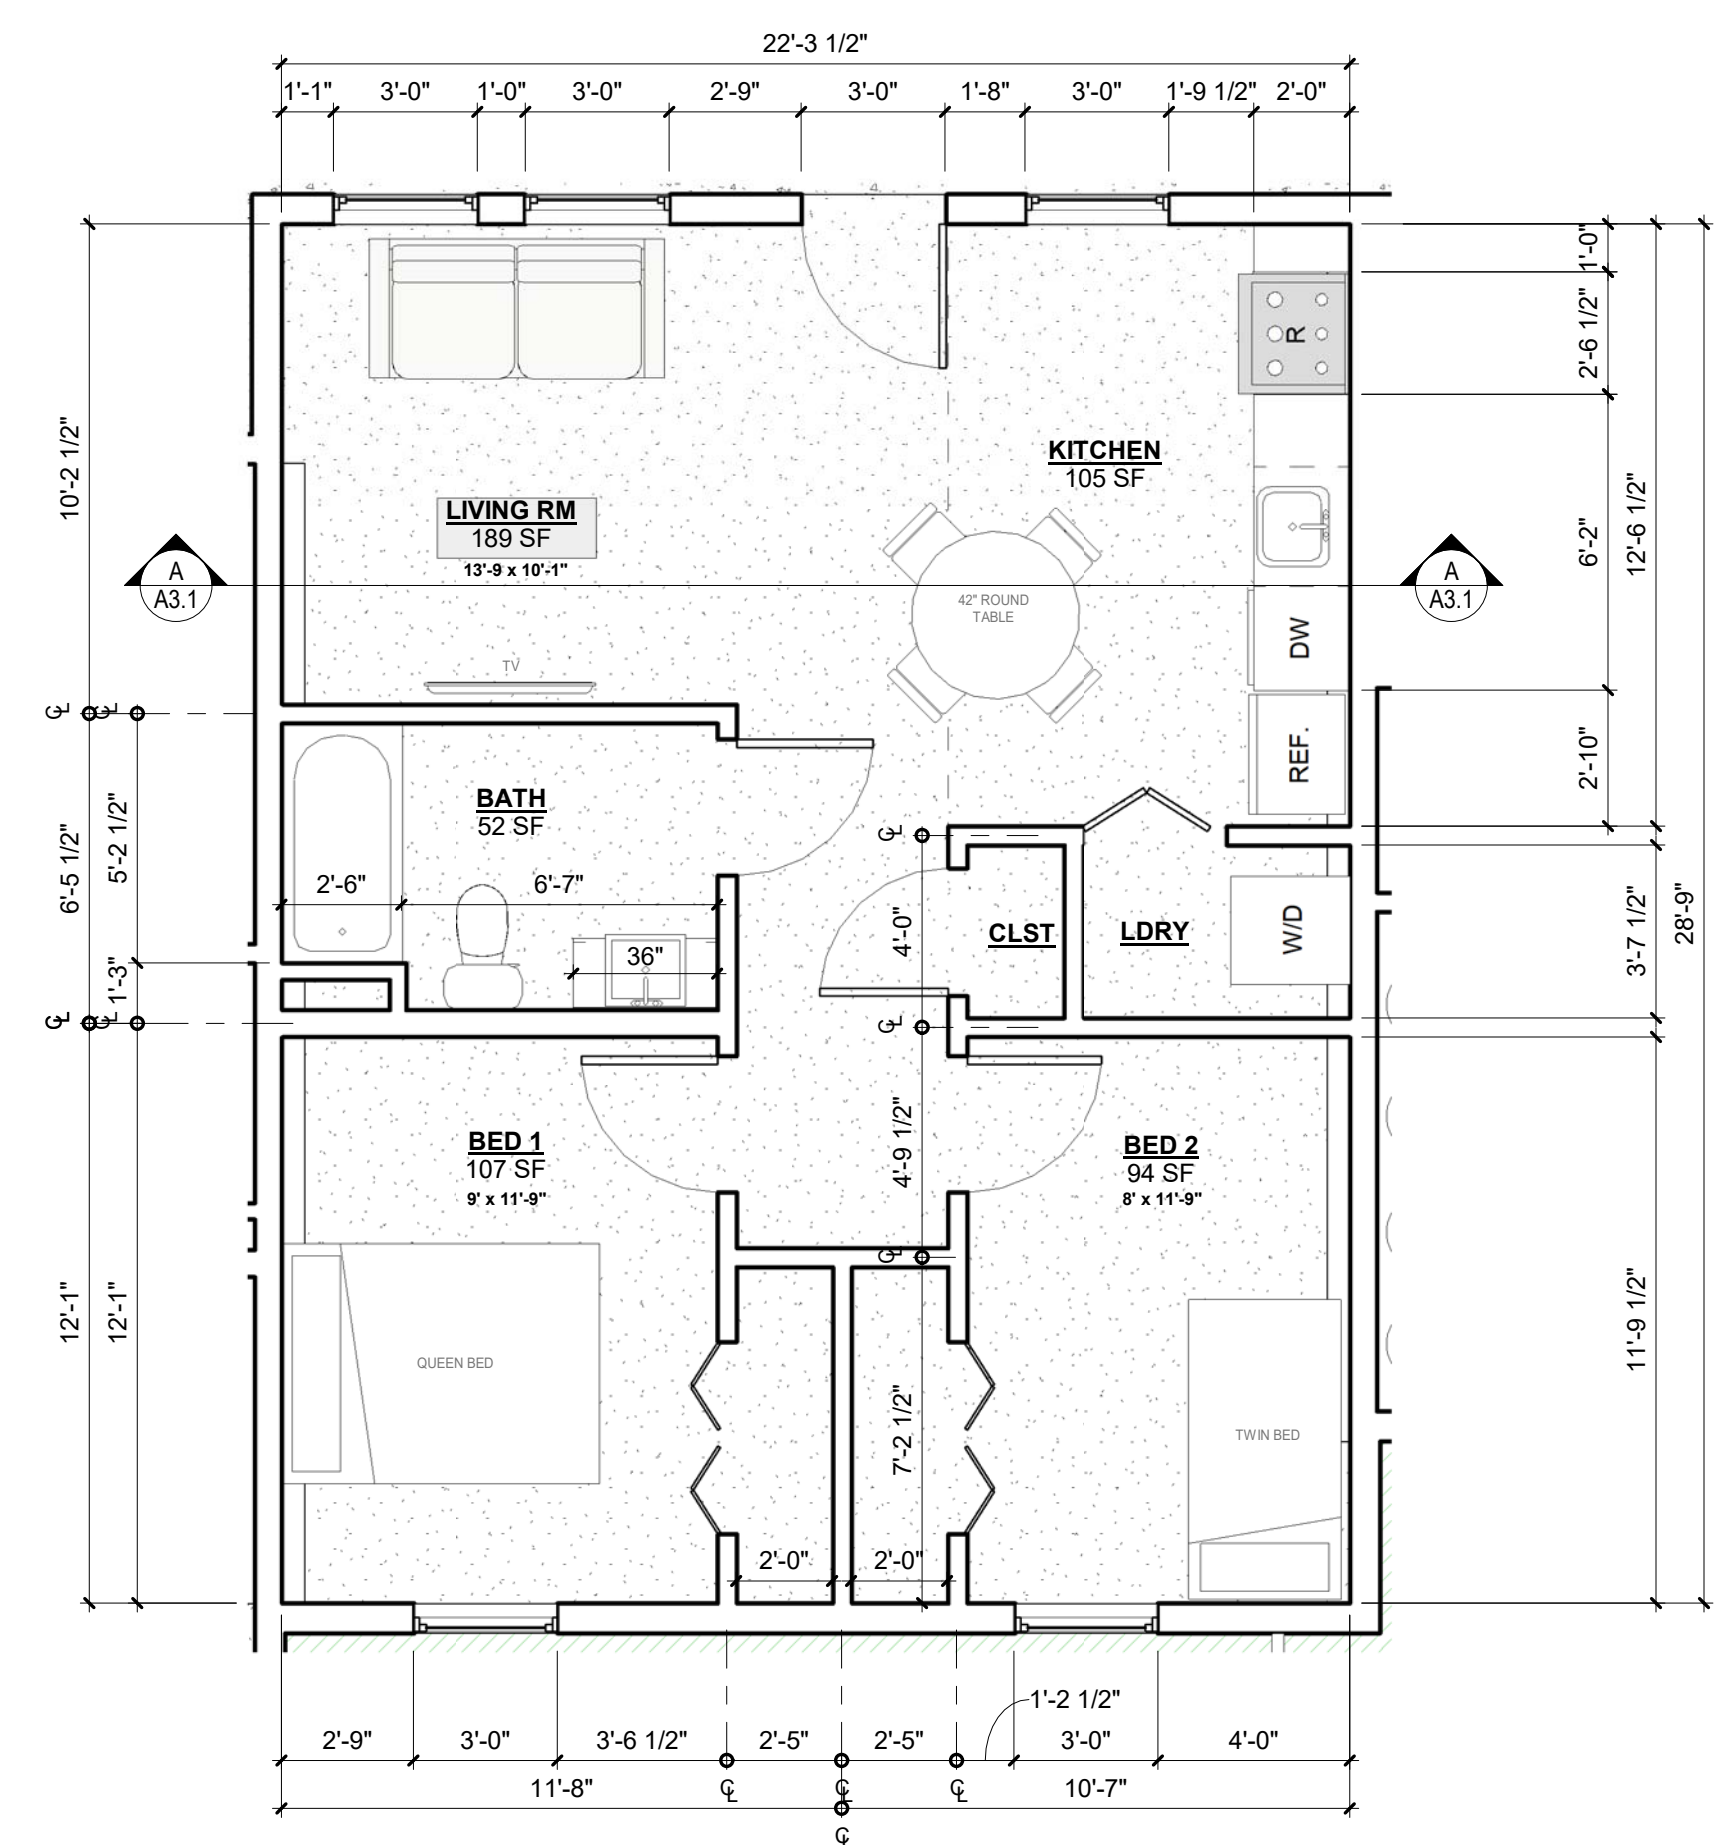 22'-3 1/2"
1'-1" 3'-0" 1'-0" 3'-0" 2'-9" 3'-0" 1'-8" 3'-0" 1'-9 1/2" 2'-0"
1'-0"
2'-6 1/2"
R
10'-2 1/2"
KITCHEN
105 SF
LIVING RM
189 SF
13'-9 x 10'-1"
6'-2"
12'-6 1/2"
A
A3.1
A
A3.1
42" ROUND
TABLE
DW
TV
REF.
2'-10"
BATH
52 SF
6'-5 1/2"
5'-2 1/2"
2'-6"
6'-7"
4'-0"
CLST
LDRY
W/D
3'-7 1/2"
28'-9"
36"
1'-3"
BED 1
107 SF
9' x 11'-9"
4'-9 1/2"
BED 2
94 SF
8' x 11'-9"
12'-1"
12'-1"
11'-9 1/2"
QUEEN BED
7'-2 1/2"
TWIN BED
2'-0" 2'-0"
1'-2 1/2"
2'-9" 3'-0" 3'-6 1/2" 2'-5" 2'-5" 3'-0" 4'-0"
11'-8" 10'-7"